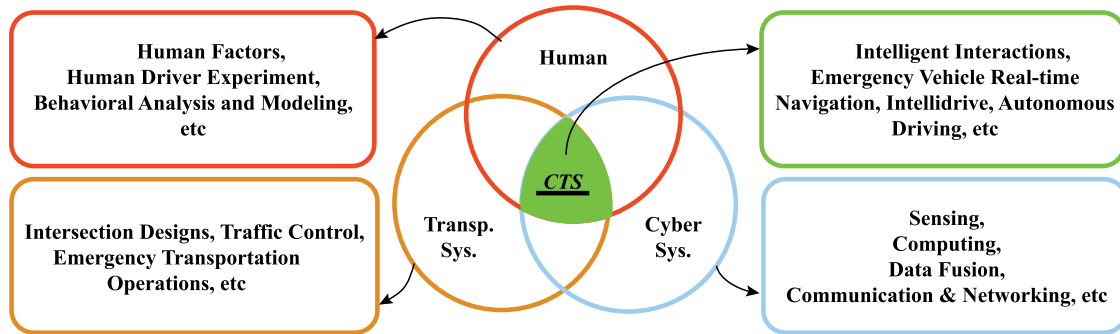 Human Factors,
Human Driver Experiment,
Behavioral Analysis and Modeling,
etc
Human
Intelligent Interactions,
Emergency Vehicle Real-time
Navigation, Intellidrive, Autonomous
Driving, etc
CTS
Intersection Designs, Traffic Control,
Emergency Transportation
Operations, etc
Transp.
Sys.
Cyber
Sys.
Sensing,
Computing,
Data Fusion,
Communication & Networking, etc